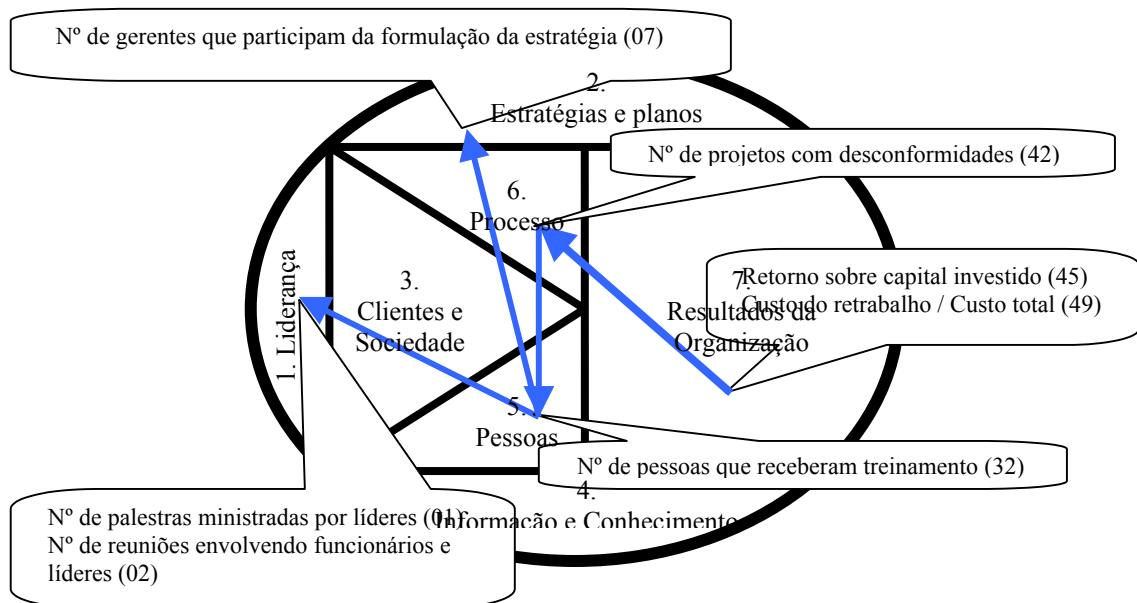 Nº de gerentes que participam da formulação da estratégia (07)
2.
Estratégias e planos
Nº de projetos com desconformidades (42)
6.
Processo
1. Liderança
3.
Clientes e
Sociedade
7.
Resultados da
Organização
Retorno sobre capital investido (45)
Custo do retrabalho / Custo total (49)
5.
Pessoas
Nº de pessoas que receberam treinamento (32)
4.
Informação e Conhecimento
Nº de palestras ministradas por líderes (01)
Nº de reuniões envolvendo funcionários e
líderes (02)